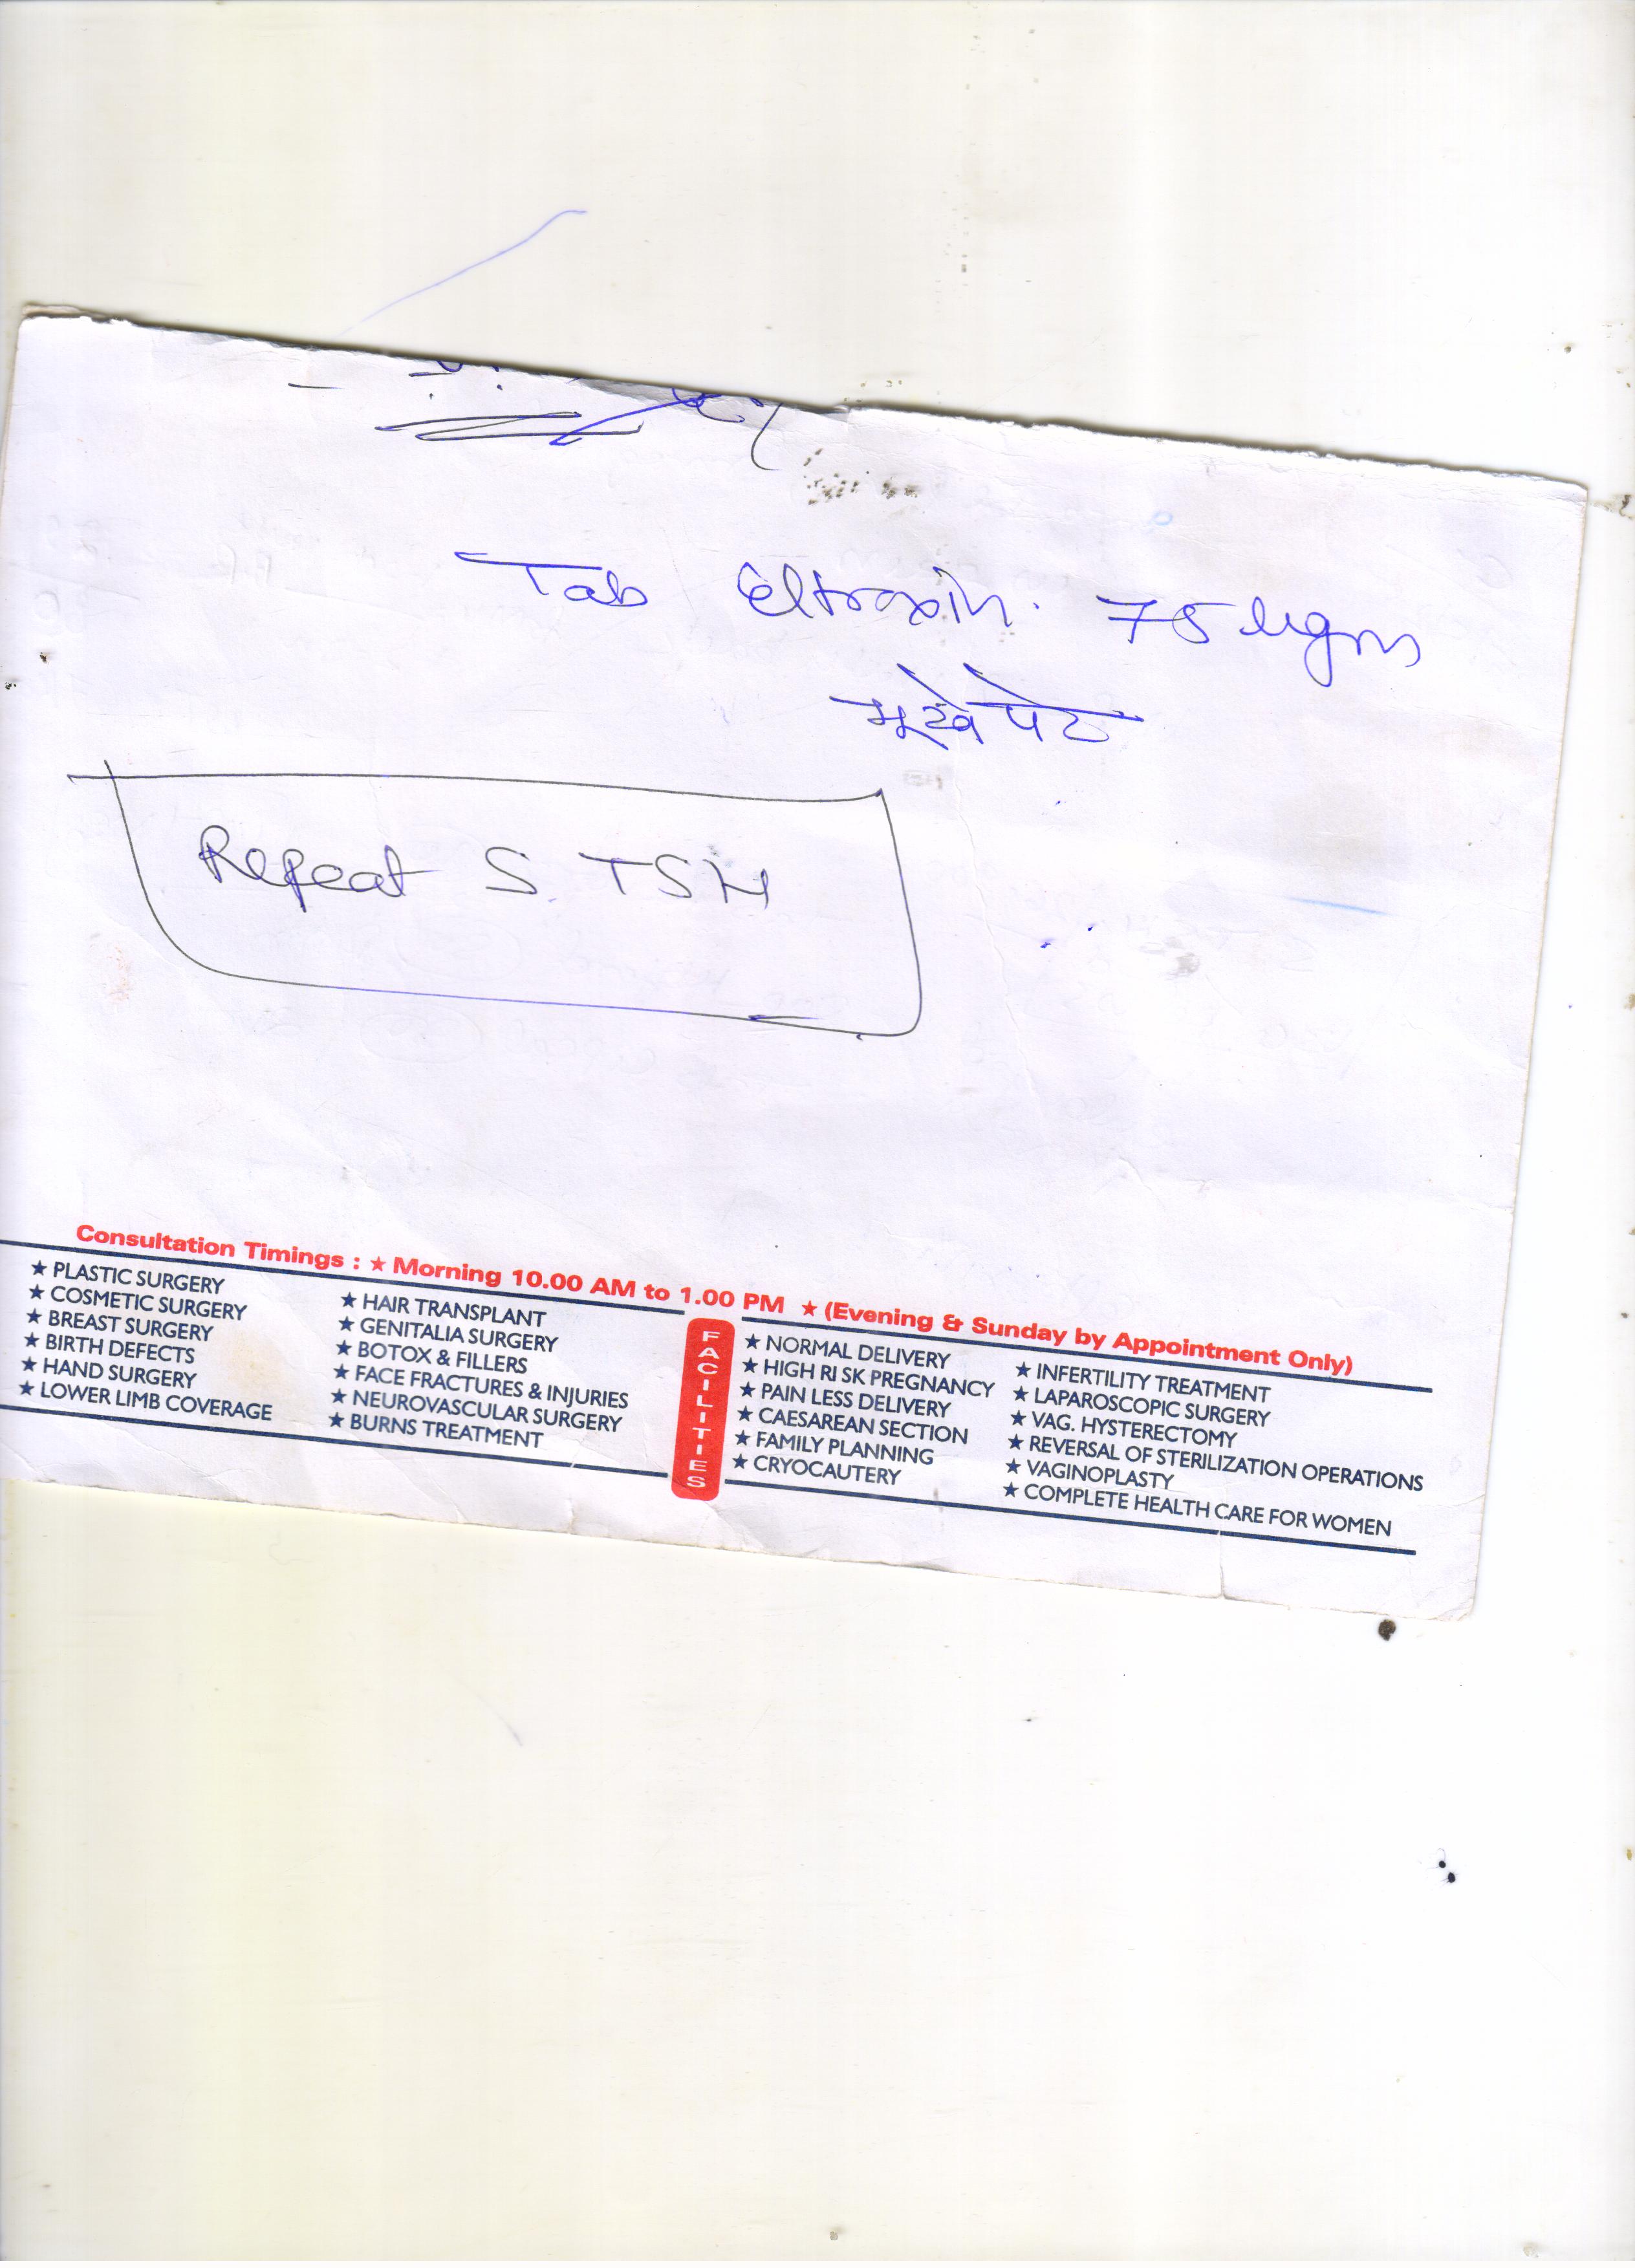 Tab Eltroxin. 75 ugm
भूखे पेट
Repeat S. TSH
Consultation Timings : ★ Morning 10.00 AM to 1.00 PM ★ (Evening & Sunday by Appointment Only)
★ PLASTIC SURGERY
★ COSMETIC SURGERY
★ BREAST SURGERY
★ BIRTH DEFECTS
★ HAND SURGERY
★ LOWER LIMB COVERAGE
★ HAIR TRANSPLANT
★ GENITALIA SURGERY
★ BOTOX & FILLERS
★ FACE FRACTURES & INJURIES
★ NEUROVASCULAR SURGERY
★ BURNS TREATMENT
FACILITIES
★ NORMAL DELIVERY
★ HIGH RI SK PREGNANCY
★ PAIN LESS DELIVERY
★ CAESAREAN SECTION
★ FAMILY PLANNING
★ CRYOCAUTERY
★ INFERTILITY TREATMENT
★ LAPAROSCOPIC SURGERY
★ VAG. HYSTERECTOMY
★ REVERSAL OF STERILIZATION OPERATIONS
★ VAGINOPLASTY
★ COMPLETE HEALTH CARE FOR WOMEN